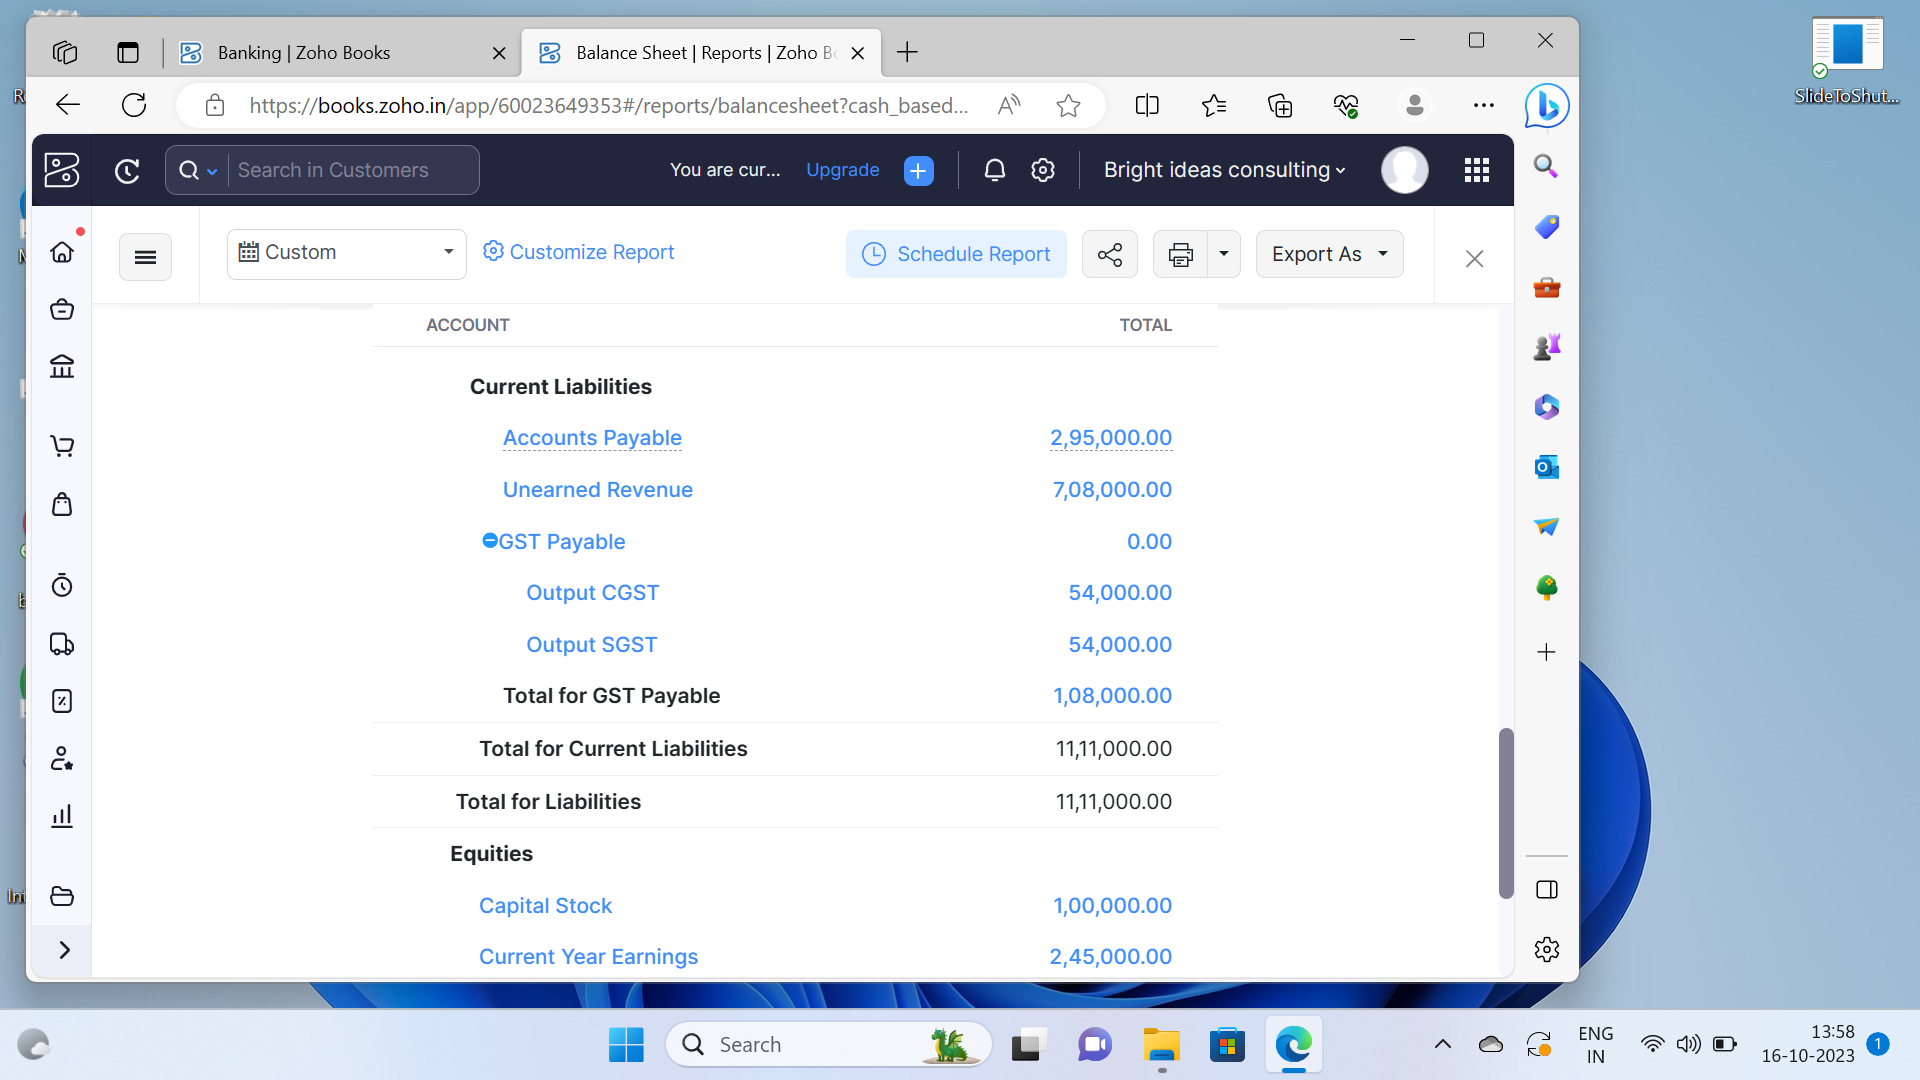 Banking | Zoho Books
Balance Sheet | Reports | Zoho Bo
https://books.zoho.in/app/60023649353#/reports/balancesheet?cash_based...
SlideToShut...
Search in Customers
You are cur...
Upgrade
Bright ideas consulting
Custom
Customize Report
Schedule Report
Export As
ACCOUNT TOTAL
Current Liabilities
Accounts Payable 2,95,000.00
Unearned Revenue 7,08,000.00
GST Payable 0.00
Output CGST 54,000.00
Output SGST 54,000.00
Total for GST Payable 1,08,000.00
Total for Current Liabilities 11,11,000.00
Total for Liabilities 11,11,000.00
Equities
Capital Stock 1,00,000.00
Current Year Earnings 2,45,000.00
Search
ENG
IN
13:58
16-10-2023
1